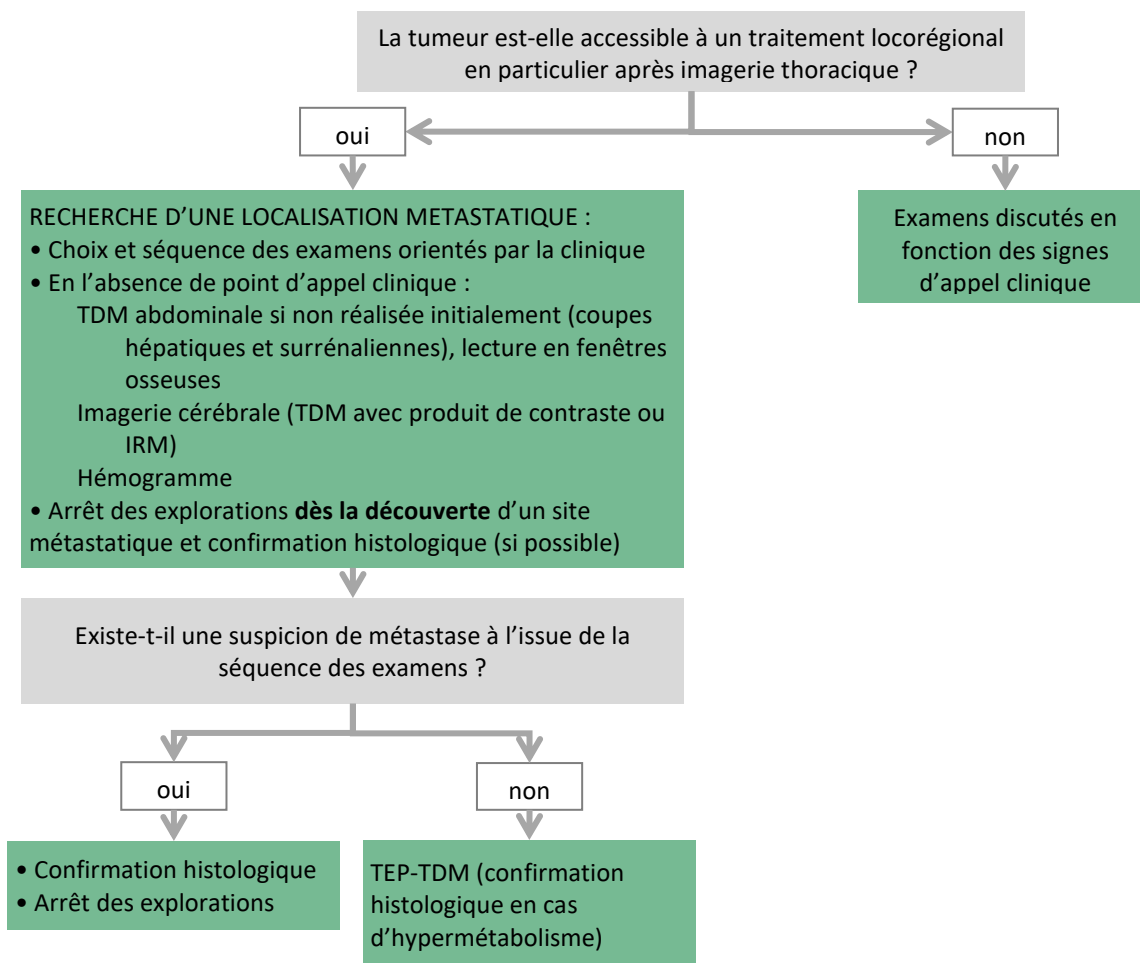 La tumeur est-elle accessible à un traitement locorégional
en particulier après imagerie thoracique ?
oui
non
RECHERCHE D’UNE LOCALISATION METASTATIQUE :
• Choix et séquence des examens orientés par la clinique
• En l’absence de point d’appel clinique :
TDM abdominale si non réalisée initialement (coupes
hépatiques et surrénaliennes), lecture en fenêtres
osseuses
Imagerie cérébrale (TDM avec produit de contraste ou
IRM)
Hémogramme
• Arrêt des explorations dès la découverte d’un site
métastatique et confirmation histologique (si possible)
Examens discutés en
fonction des signes
d’appel clinique
Existe-t-il une suspicion de métastase à l’issue de la
séquence des examens ?
oui
non
• Confirmation histologique
• Arrêt des explorations
TEP-TDM (confirmation
histologique en cas
d’hypermétabolisme)